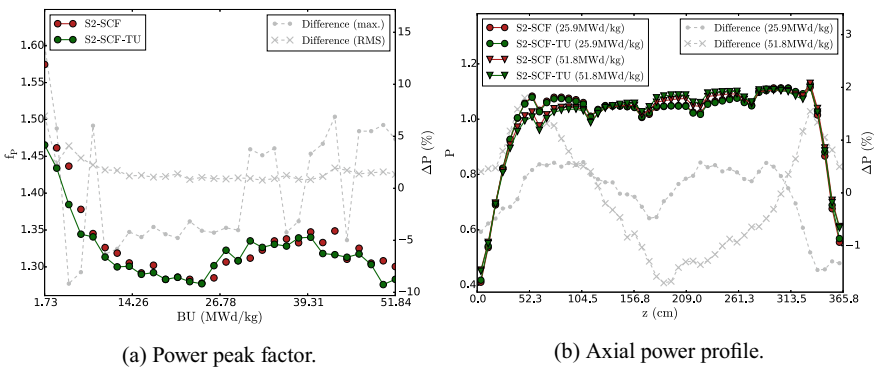 S2-SCF
S2-SCF-TU
Difference (max.)
Difference (RMS)
1.60
1.55
1.50
1.45
1.40
1.35
1.30
f_P
15
10
5
0
−5
−10
ΔP (%)
1.73 14.26 26.78 39.31 51.84
BU (MWd/kg)
(a) Power peak factor.
S2-SCF (25.9MWd/kg)
S2-SCF-TU (25.9MWd/kg)
S2-SCF (51.8MWd/kg)
S2-SCF-TU (51.8MWd/kg)
Difference (25.9MWd/kg)
Difference (51.8MWd/kg)
1.2
1.0
0.8
0.6
0.4
P
3
2
1
0
−1
ΔP (%)
0.0 52.3 104.5 156.8 209.0 261.3 313.5 365.8
z (cm)
(b) Axial power profile.